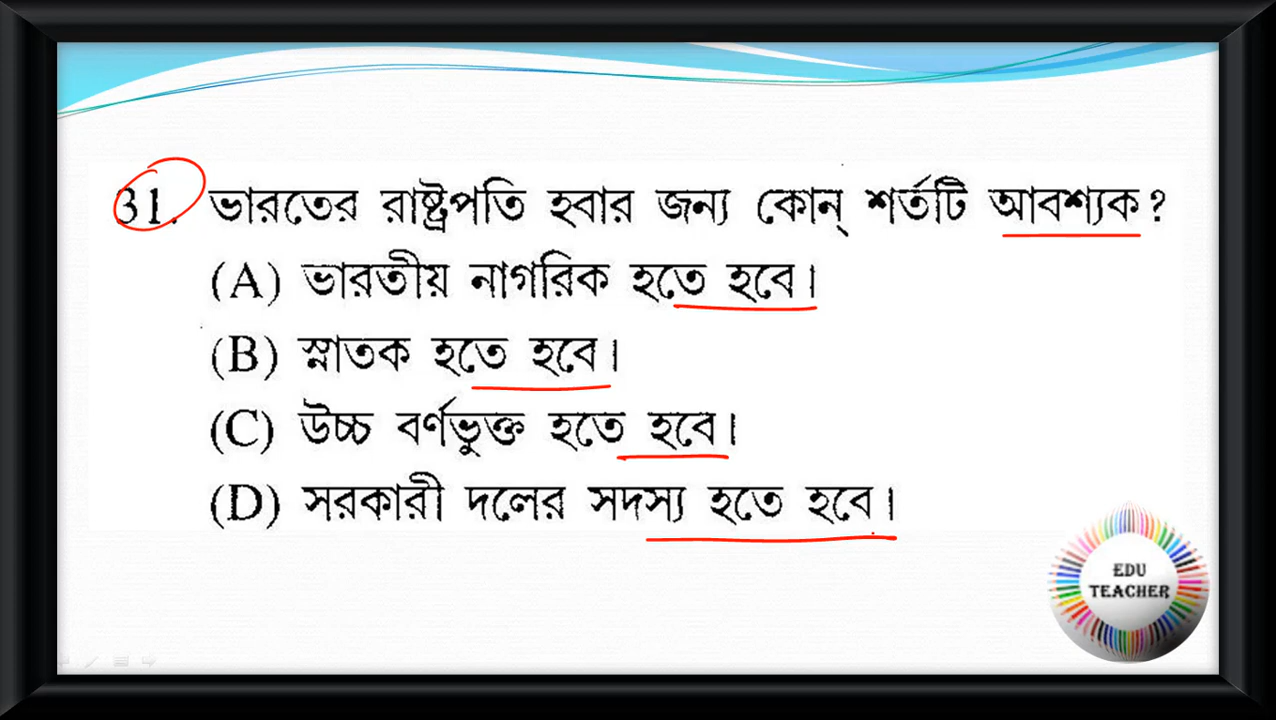 31. ভারতের রাষ্ট্রপতি হবার জন্য কোন্ শর্তটি আবশ্যক?
(A) ভারতীয় নাগরিক হতে হবে।
(B) স্নাতক হতে হবে।
(C) উচ্চ বর্ণভুক্ত হতে হবে।
(D) সরকারী দলের সদস্য হতে হবে।
EDU
TEACHER